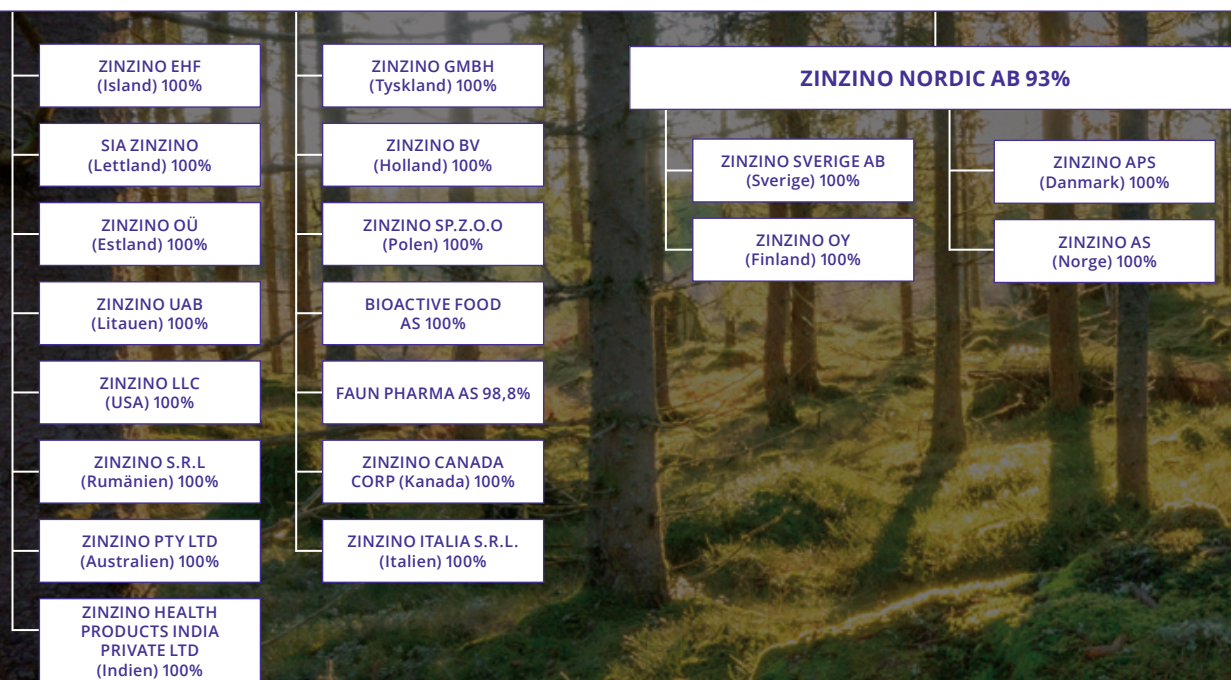 ZINZINO EHF
(Island) 100%
SIA ZINZINO
(Lettland) 100%
ZINZINO OÜ
(Estland) 100%
ZINZINO UAB
(Litauen) 100%
ZINZINO LLC
(USA) 100%
ZINZINO S.R.L
(Rumänien) 100%
ZINZINO PTY LTD
(Australien) 100%
ZINZINO HEALTH
PRODUCTS INDIA
PRIVATE LTD
(Indien) 100%
ZINZINO GMBH
(Tyskland) 100%
ZINZINO BV
(Holland) 100%
ZINZINO SP.Z.O.O
(Polen) 100%
BIOACTIVE FOOD
AS 100%
FAUN PHARMA AS 98,8%
ZINZINO CANADA
CORP (Kanada) 100%
ZINZINO ITALIA S.R.L.
(Italien) 100%
ZINZINO NORDIC AB 93%
ZINZINO SVERIGE AB
(Sverige) 100%
ZINZINO OY
(Finland) 100%
ZINZINO APS
(Danmark) 100%
ZINZINO AS
(Norge) 100%